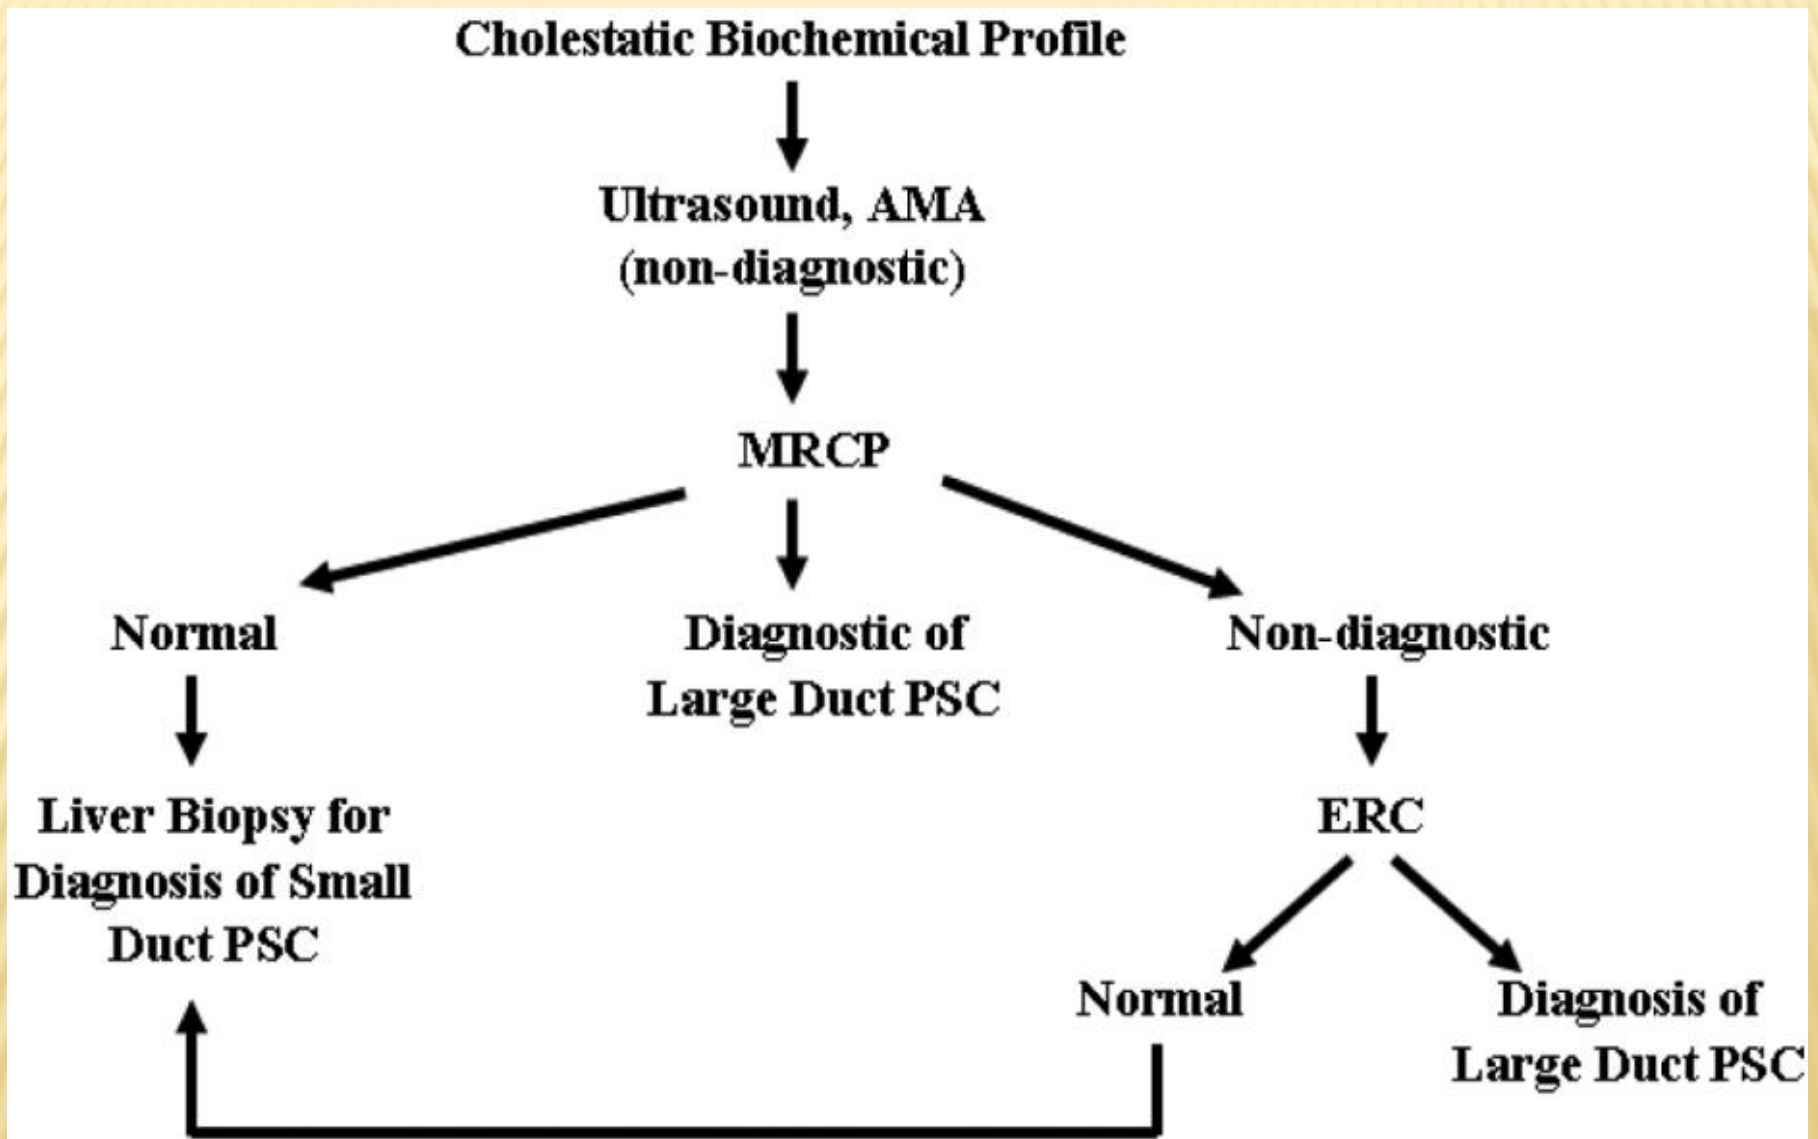 Cholestatic Biochemical Profile
Ultrasound, AMA
(non-diagnostic)
MRCP
Normal
Diagnostic of
Large Duct PSC
Non-diagnostic
Liver Biopsy for
Diagnosis of Small
Duct PSC
ERC
Normal
Diagnosis of
Large Duct PSC